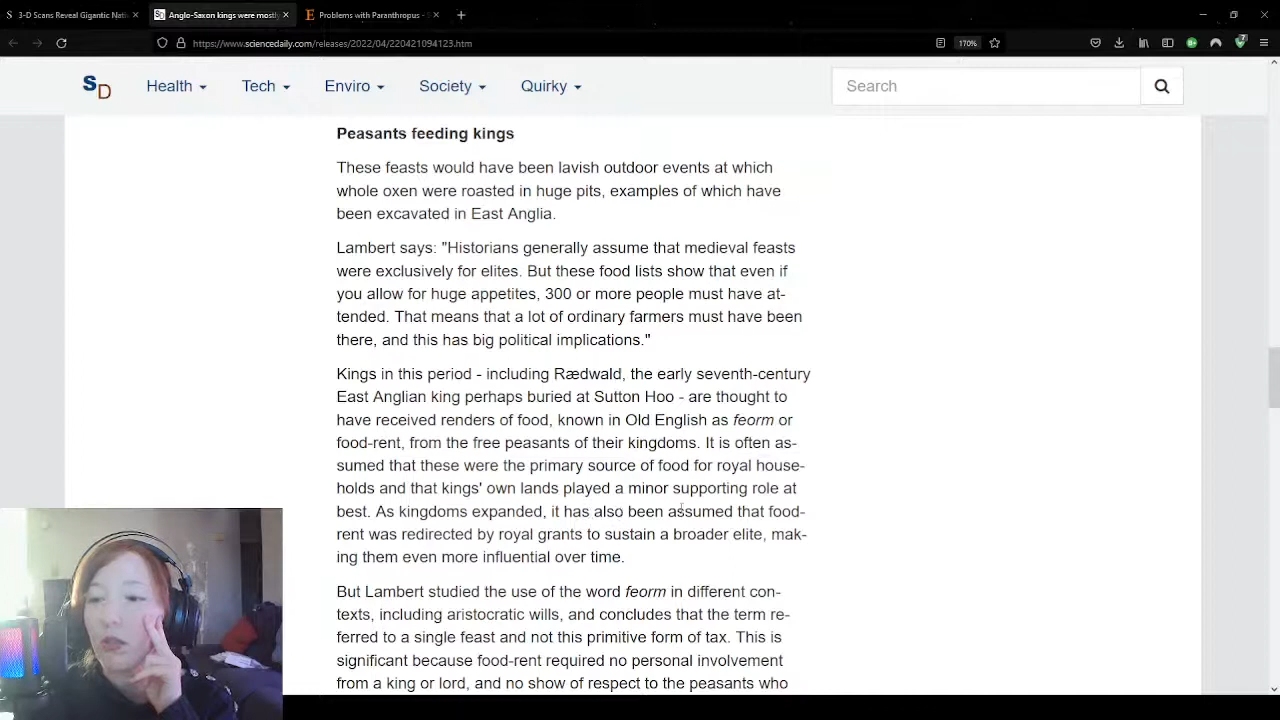 3-D Scans Reveal Gigantic Nati
Anglo-Saxon kings were mostly
Problems with Paranthropus - S
https://www.sciencedaily.com/releases/2022/04/220421094123.htm
170%
7
SD
Health
Tech
Enviro
Society
Quirky
Search
Peasants feeding kings
These feasts would have been lavish outdoor events at which
whole oxen were roasted in huge pits, examples of which have
been excavated in East Anglia.
Lambert says: "Historians generally assume that medieval feasts
were exclusively for elites. But these food lists show that even if
you allow for huge appetites, 300 or more people must have at-
tended. That means that a lot of ordinary farmers must have been
there, and this has big political implications."
Kings in this period - including Rædwald, the early seventh-century
East Anglian king perhaps buried at Sutton Hoo - are thought to
have received renders of food, known in Old English as feorm or
food-rent, from the free peasants of their kingdoms. It is often as-
sumed that these were the primary source of food for royal house-
holds and that kings' own lands played a minor supporting role at
best. As kingdoms expanded, it has also been assumed that food-
rent was redirected by royal grants to sustain a broader elite, mak-
ing them even more influential over time.
But Lambert studied the use of the word feorm in different con-
texts, including aristocratic wills, and concludes that the term re-
ferred to a single feast and not this primitive form of tax. This is
significant because food-rent required no personal involvement
from a king or lord, and no show of respect to the peasants who